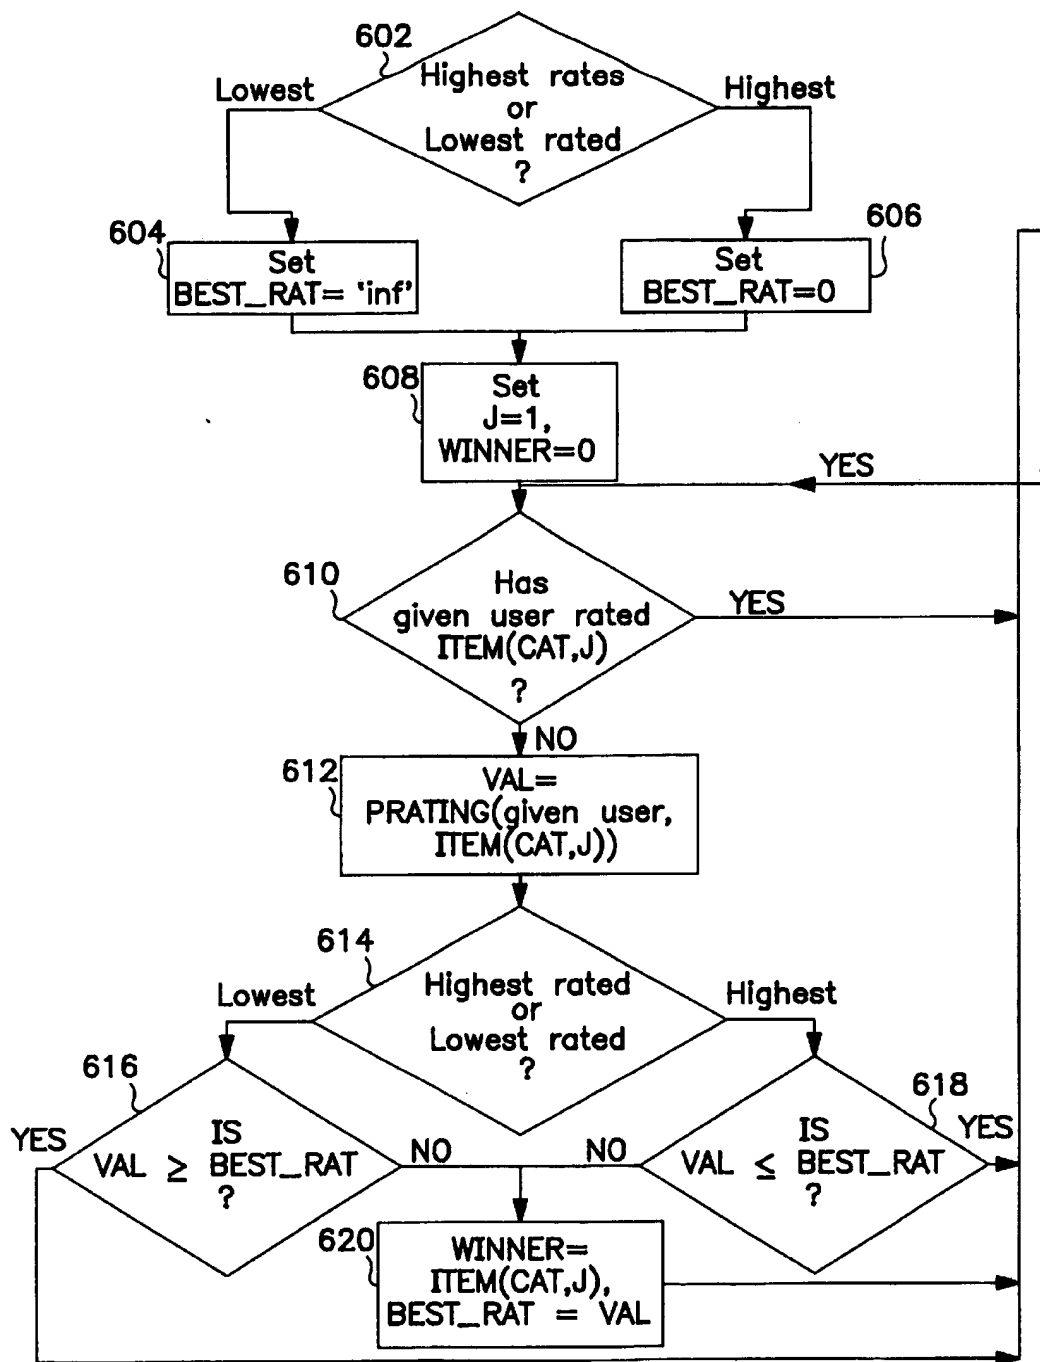 602
Highest rates
or
Lowest rated
?
Lowest
Highest
604
Set
BEST_RAT= 'inf'
606
Set
BEST_RAT=0
608
Set
J=1,
WINNER=0
YES
610
Has
given user rated
ITEM(CAT,J)
?
YES
NO
612
VAL=
PRATING(given user,
ITEM(CAT,J))
614
Highest rated
or
Lowest rated
?
Lowest
Highest
616
IS
VAL ≥ BEST_RAT
?
YES
NO
618
IS
VAL ≤ BEST_RAT
?
NO
YES
620
WINNER=
ITEM(CAT,J),
BEST_RAT = VAL